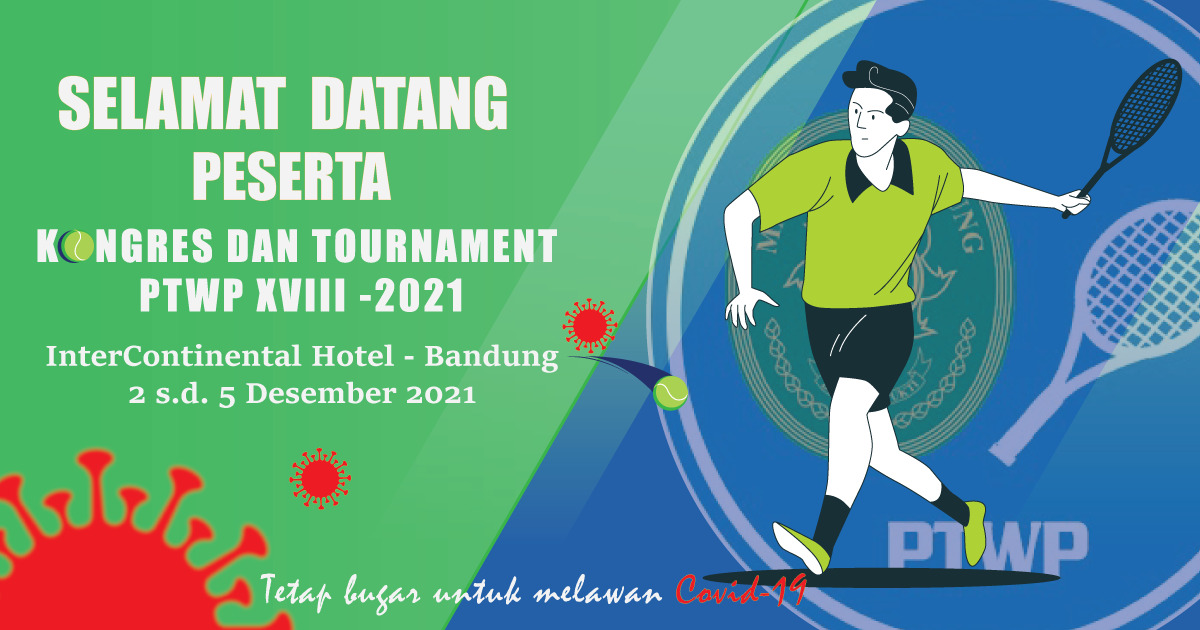 SELAMAT DATANG
PESERTA
KONGRES DAN TOURNAMENT
PTWP XVIII -2021
InterContinental Hotel - Bandung
2 s.d. 5 Desember 2021
Tetap bugar untuk melawan Covid-19
PTWP